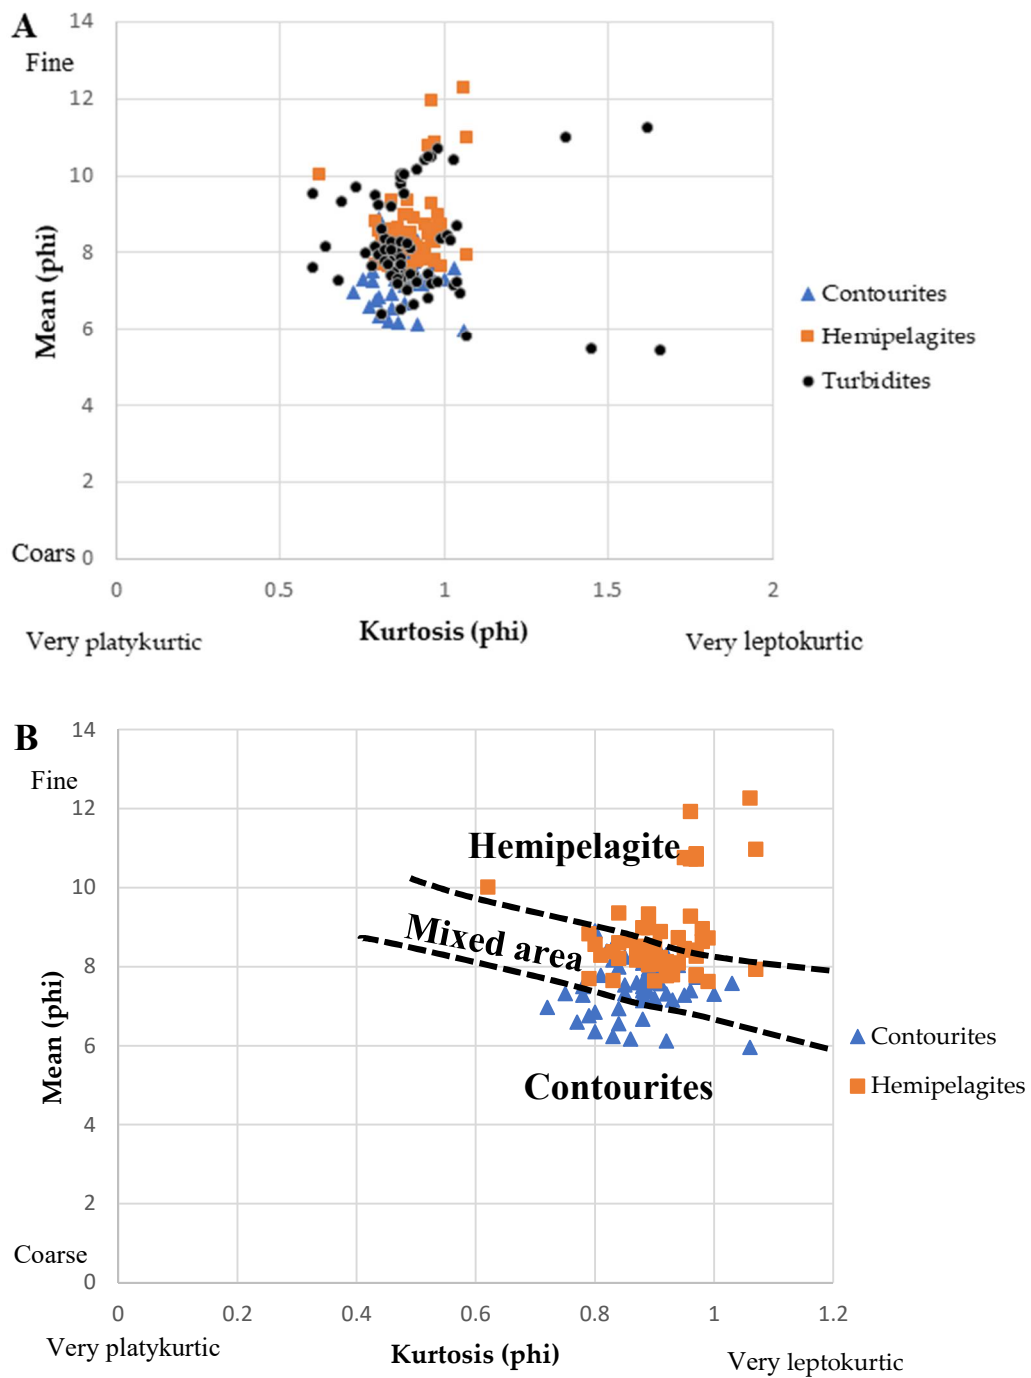 A
14
Fine
12
10
8
6
4
2
Coars 0
Mean (phi)
0 0.5 1 1.5 2
Very platykurtic
Kurtosis (phi)
Very leptokurtic
Contourites
Hemipelagites
Turbidites
B
14
Fine
12
10
8
6
4
2
Coarse
0
Mean (phi)
Hemipelagite
Mixed area
Contourites
0 0.2 0.4 0.6 0.8 1 1.2
Very platykurtic
Kurtosis (phi)
Very leptokurtic
Contourites
Hemipelagites